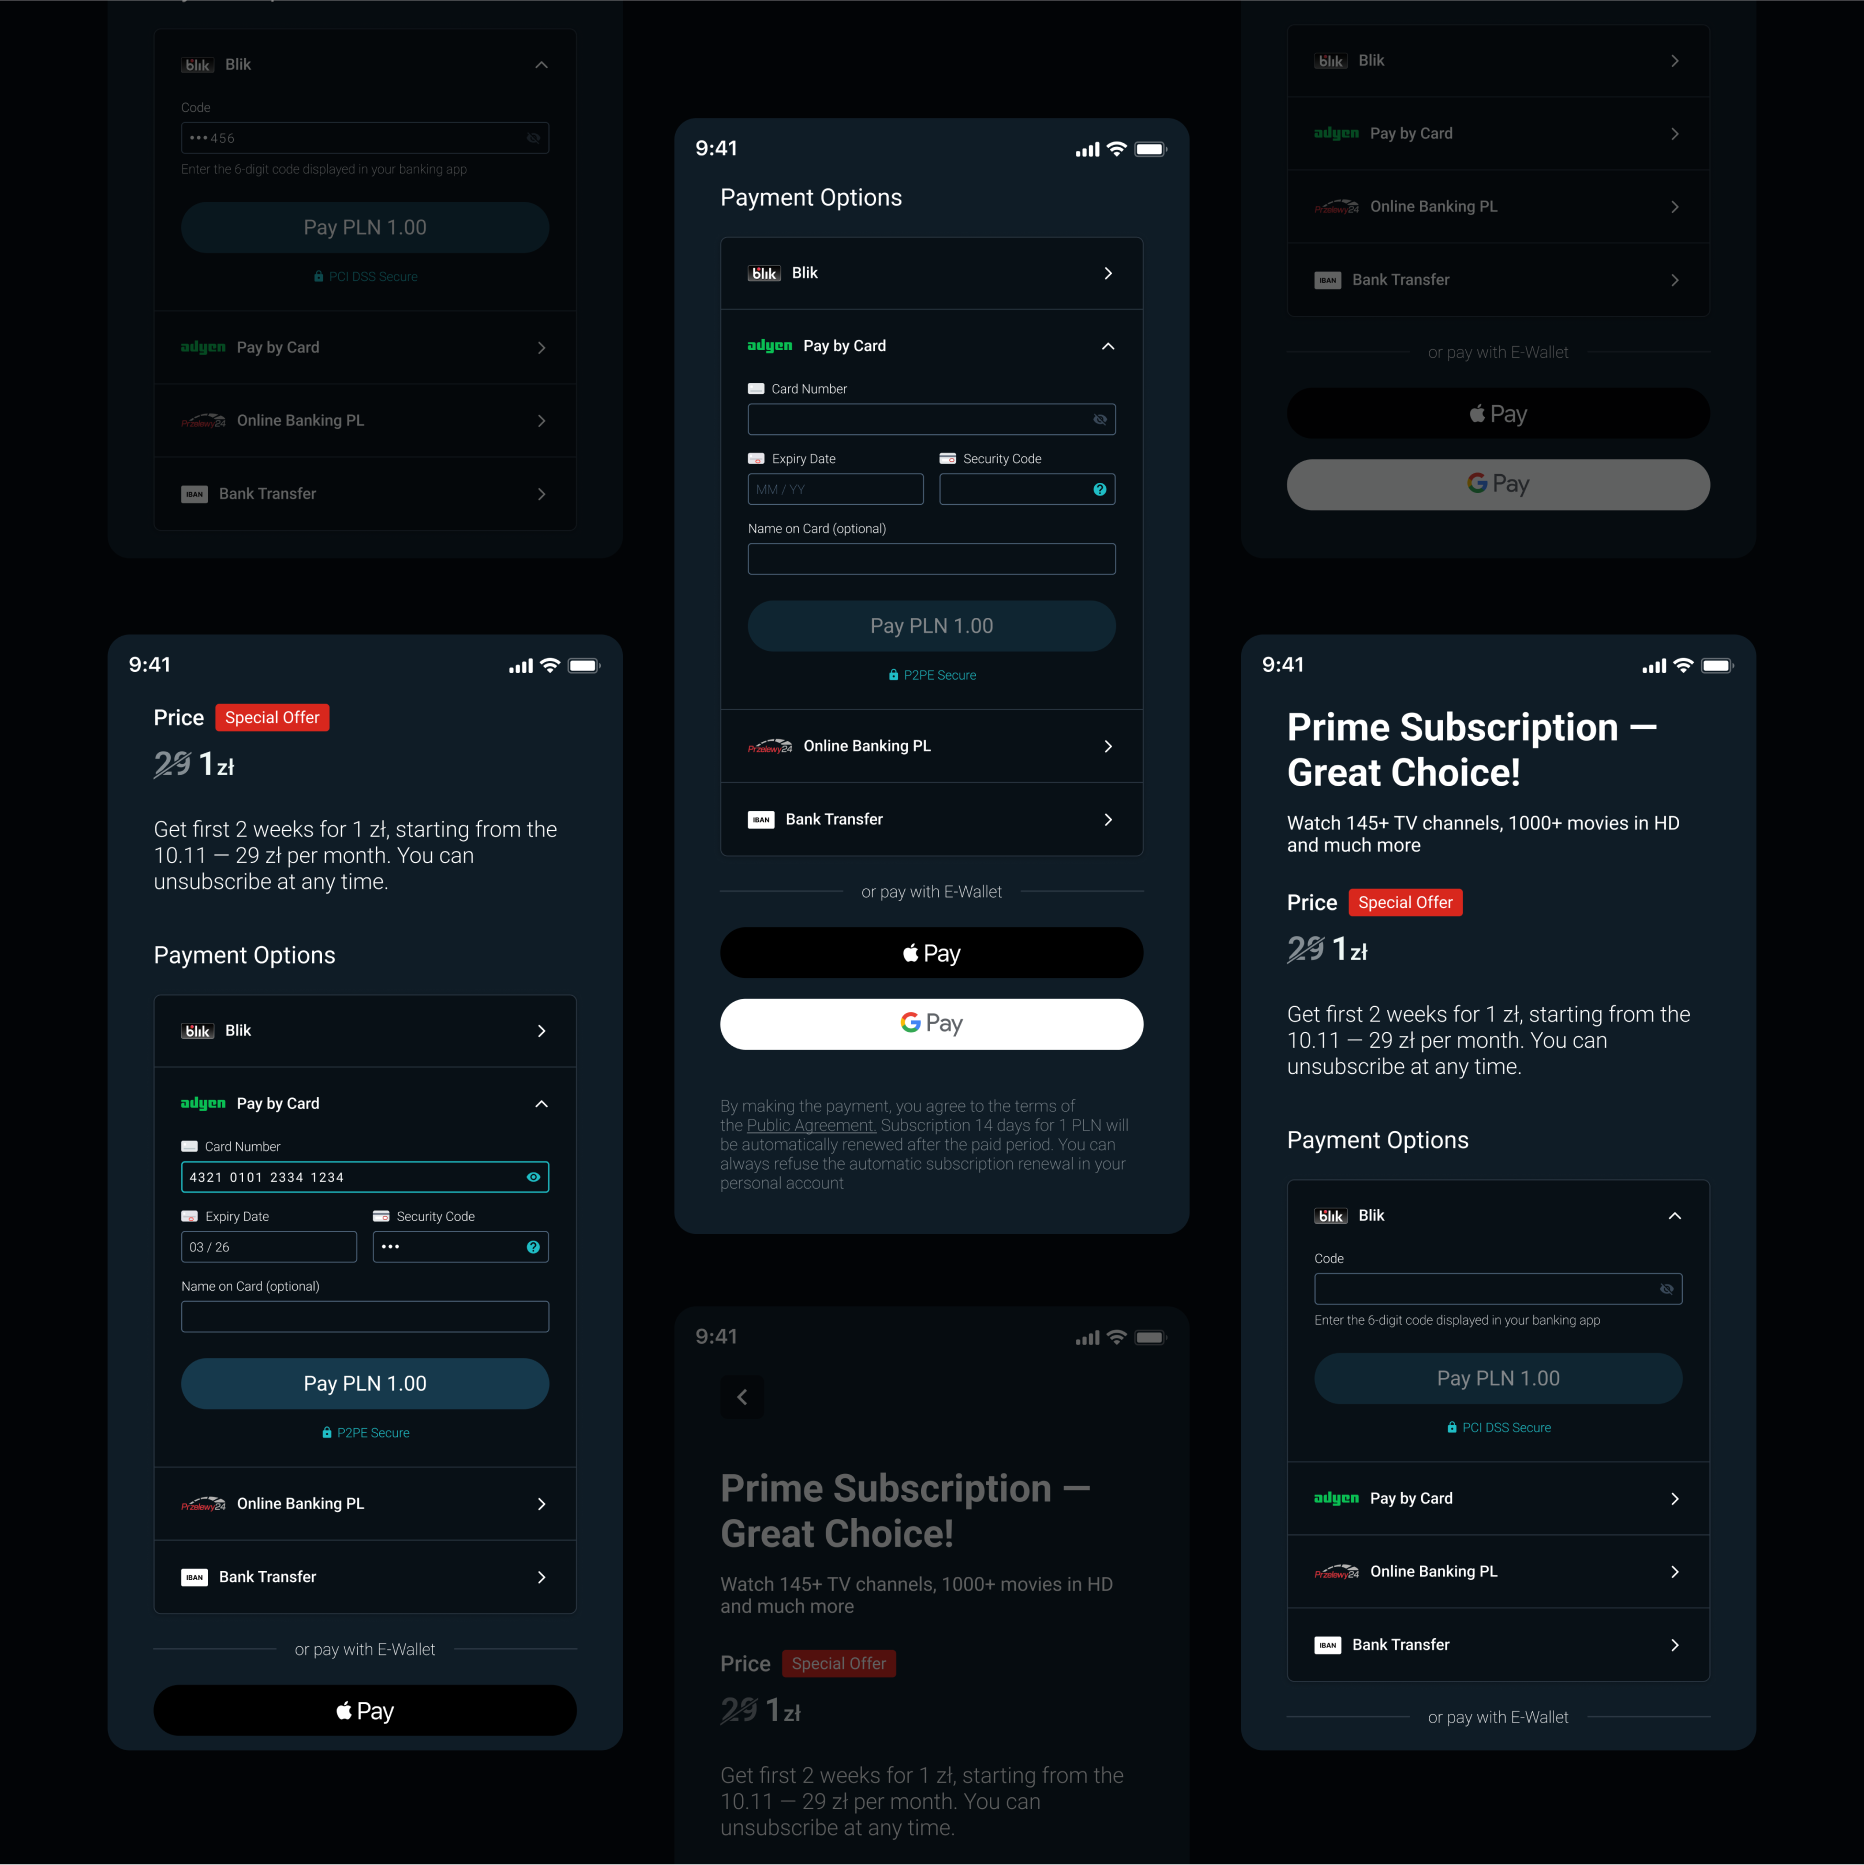 blik Blik
Code
•••456
Enter the 6-digit code displayed in your banking app
Pay PLN 1.00
PCI DSS Secure
adyen Pay by Card
Przelewy24 Online Banking PL
IBAN Bank Transfer
9:41
Price Special Offer
29 1 zł
Get first 2 weeks for 1 zł, starting from the
10.11 — 29 zł per month. You can
unsubscribe at any time.
Payment Options
blik Blik
adyen Pay by Card
Card Number
4321 0101 2334 1234
Expiry Date Security Code
03 / 26 •••
Name on Card (optional)
Pay PLN 1.00
P2PE Secure
Przelewy24 Online Banking PL
IBAN Bank Transfer
or pay with E-Wallet
Pay
9:41
Payment Options
blik Blik
adyen Pay by Card
Card Number
Expiry Date Security Code
MM / YY
Name on Card (optional)
Pay PLN 1.00
P2PE Secure
Przelewy24 Online Banking PL
IBAN Bank Transfer
or pay with E-Wallet
Pay
G Pay
By making the payment, you agree to the terms of
the Public Agreement. Subscription 14 days for 1 PLN will
be automatically renewed after the paid period. You can
always refuse the automatic subscription renewal in your
personal account
9:41
Prime Subscription —
Great Choice!
Watch 145+ TV channels, 1000+ movies in HD
and much more
Price Special Offer
29 1 zł
Get first 2 weeks for 1 zł, starting from the
10.11 — 29 zł per month. You can
unsubscribe at any time.
blik Blik
adyen Pay by Card
Przelewy24 Online Banking PL
IBAN Bank Transfer
or pay with E-Wallet
Pay
G Pay
9:41
Prime Subscription —
Great Choice!
Watch 145+ TV channels, 1000+ movies in HD
and much more
Price Special Offer
29 1 zł
Get first 2 weeks for 1 zł, starting from the
10.11 — 29 zł per month. You can
unsubscribe at any time.
Payment Options
blik Blik
Code
Enter the 6-digit code displayed in your banking app
Pay PLN 1.00
PCI DSS Secure
adyen Pay by Card
Przelewy24 Online Banking PL
IBAN Bank Transfer
or pay with E-Wallet